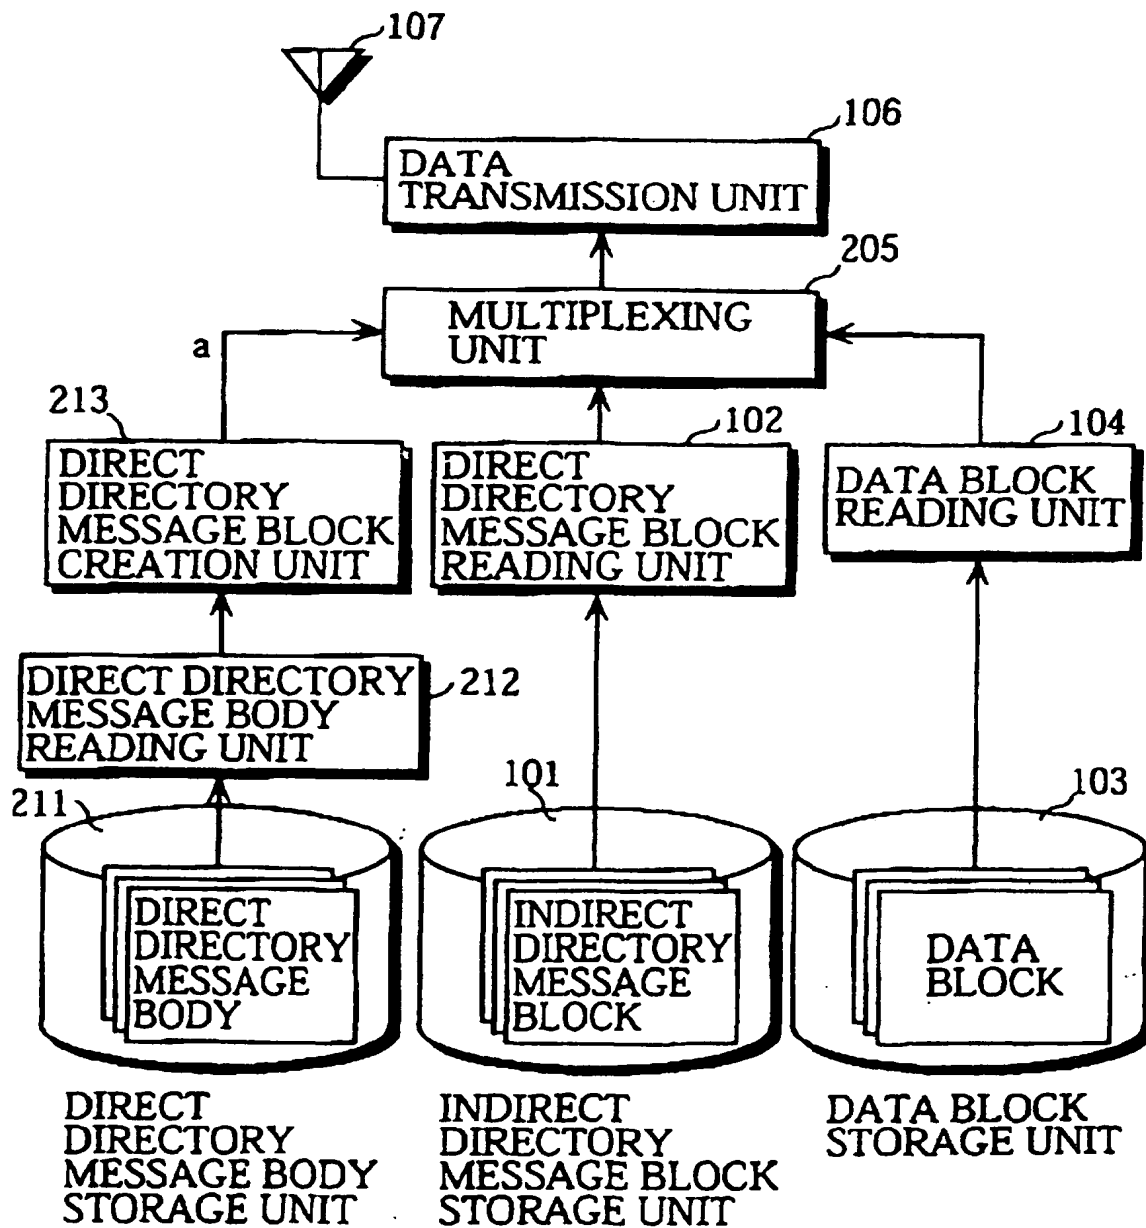 107
106
DATA
TRANSMISSION UNIT
205
MULTIPLEXING
UNIT
a
213
DIRECT
DIRECTORY
MESSAGE BLOCK
CREATION UNIT
102
DIRECT
DIRECTORY
MESSAGE BLOCK
READING UNIT
104
DATA BLOCK
READING UNIT
DIRECT DIRECTORY
MESSAGE BODY
READING UNIT
212
211
DIRECT
DIRECTORY
MESSAGE
BODY
101
INDIRECT
DIRECTORY
MESSAGE
BLOCK
103
DATA
BLOCK
DIRECT
DIRECTORY
MESSAGE BODY
STORAGE UNIT
INDIRECT
DIRECTORY
MESSAGE BLOCK
STORAGE UNIT
DATA BLOCK
STORAGE UNIT